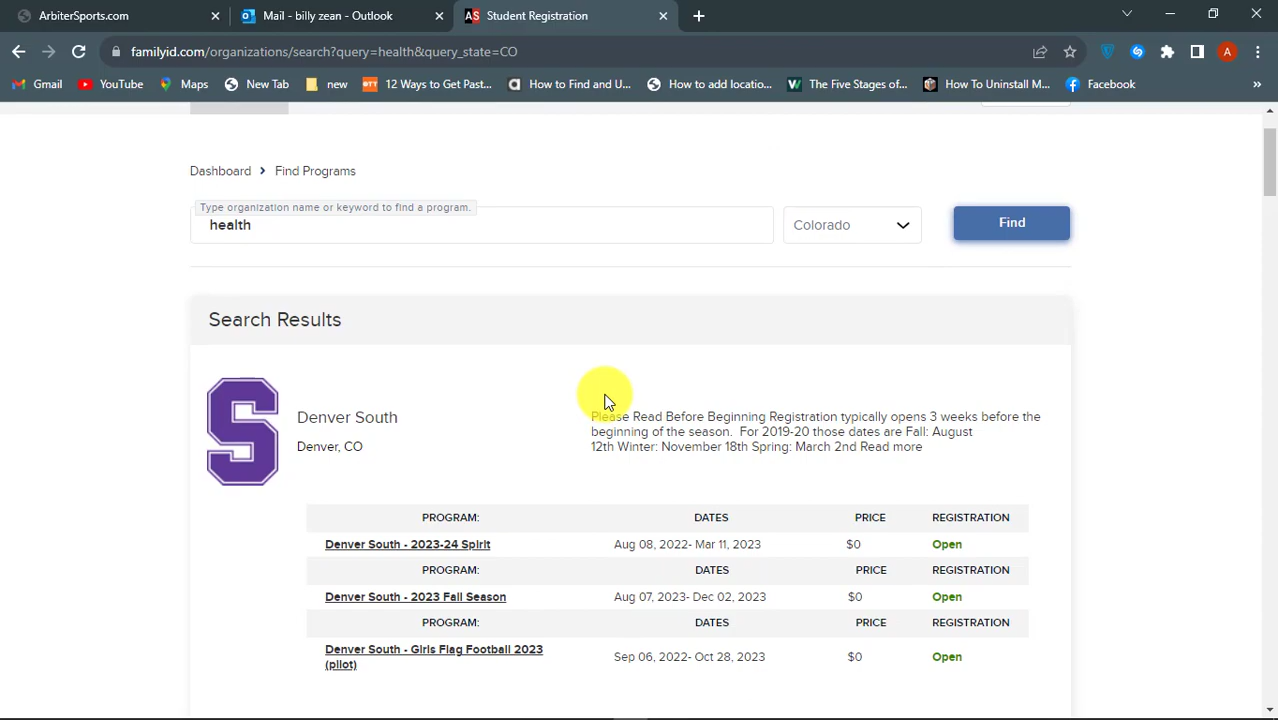 ArbiterSports.com
Mail - billy zean - Outlook
AS Student Registration
familyid.com/organizations/search?query=health&query_state=CO
A
Gmail
YouTube
Maps
New Tab
new
OTT 12 Ways to Get Past...
How to Find and U...
How to add locatio...
The Five Stages of...
How To Uninstall M...
Facebook
»
Dashboard > Find Programs
Type organization name or keyword to find a program.
health
Colorado
Find
Search Results
S
Denver South
Denver, CO
Please Read Before Beginning Registration typically opens 3 weeks before the
beginning of the season. For 2019-20 those dates are Fall: August
12th Winter: November 18th Spring: March 2nd Read more
PROGRAM: DATES PRICE REGISTRATION
Denver South - 2023-24 Spirit Aug 08, 2022- Mar 11, 2023 $0 Open
PROGRAM: DATES PRICE REGISTRATION
Denver South - 2023 Fall Season Aug 07, 2023- Dec 02, 2023 $0 Open
PROGRAM: DATES PRICE REGISTRATION
Denver South - Girls Flag Football 2023
(pilot) Sep 06, 2022- Oct 28, 2023 $0 Open